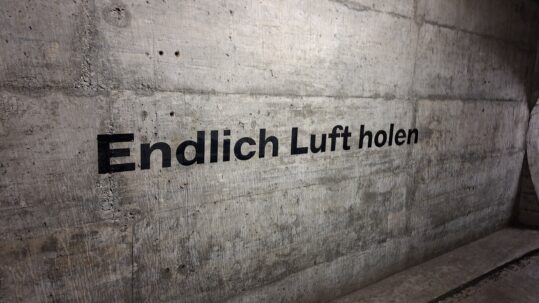 Endlich Luft holen